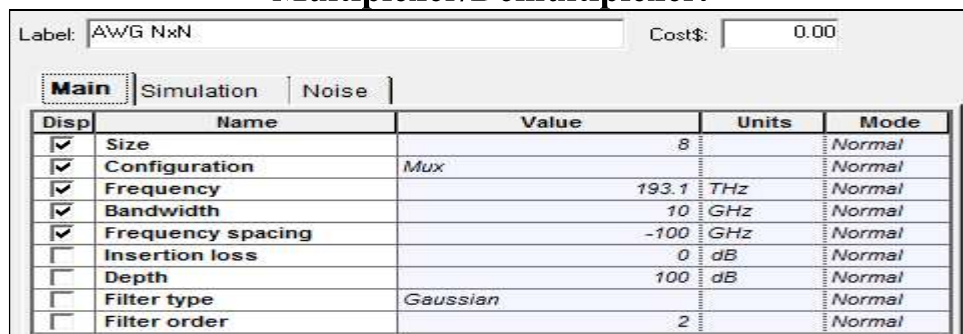 Multiplexer/Demultiplexer.
Label: AWG NxN Cost$: 0.00
Main Simulation Noise
Disp Name Value Units Mode
Size 8 Normal
Configuration Mux Normal
Frequency 193.1 THz Normal
Bandwidth 10 GHz Normal
Frequency spacing -100 GHz Normal
Insertion loss 0 dB Normal
Depth 100 dB Normal
Filter type Gaussian Normal
Filter order 2 Normal